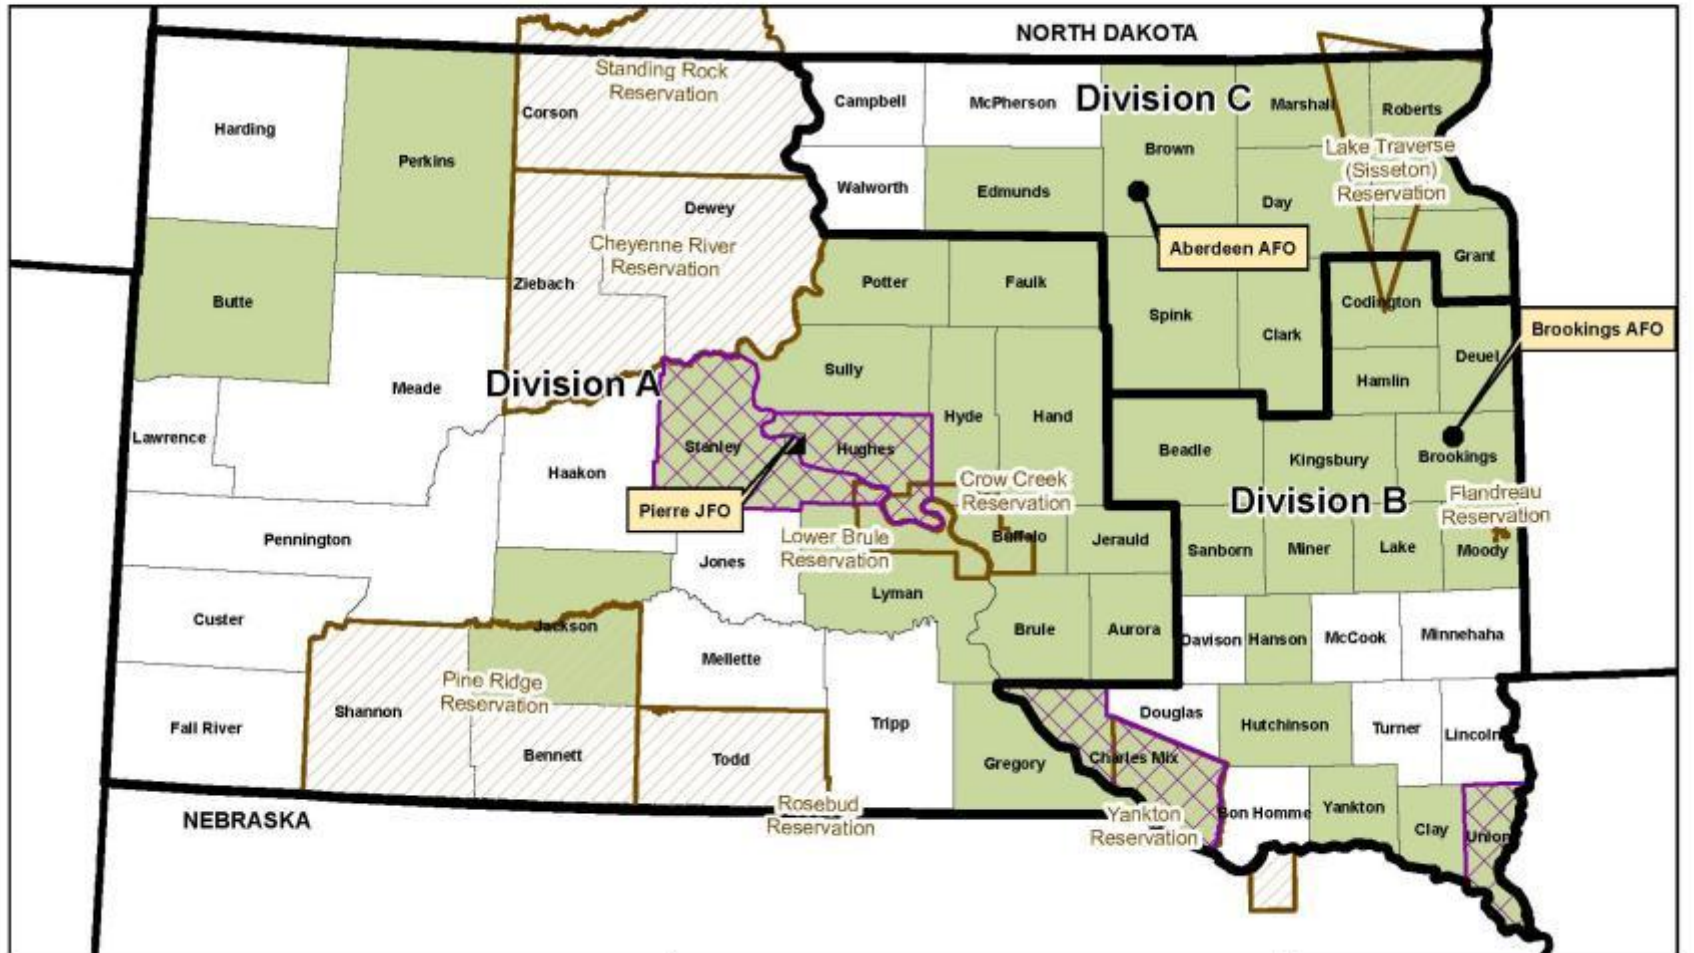 NORTH DAKOTA
Standing Rock
Reservation
Corson
Campbell
McPherson
Division C
Marshall
Roberts
Harding
Perkins
Brown
Lake Traverse
(Sisseton)
Reservation
Walworth
Edmunds
Day
Dewey
Cheyenne River
Reservation
Aberdeen AFO
Grant
Ziebach
Potter
Faulk
Butte
Codington
Spink
Clark
Brookings AFO
Deuel
Sully
Hamlin
Meade
Division A
Hyde
Hand
Lawrence
Stanley
Hughes
Beadle
Kingsbury
Brookings
Haakon
Crow Creek
Reservation
Division B
Flandreau
Reservation
Pierre JFO
Pennington
Lower Brule
Reservation
Buffalo
Jerauld
Sanborn
Miner
Lake
Moody
Jones
Lyman
Custer
Jackson
Brule
Aurora
Davison
Hanson
McCook
Minnehaha
Mellette
Pine Ridge
Reservation
Shannon
Fall River
Tripp
Douglas
Hutchinson
Turner
Lincoln
Bennett
Todd
Gregory
Charles Mix
Rosebud
Reservation
Yankton
Reservation
Bon Homme
Yankton
Clay
Union
NEBRASKA